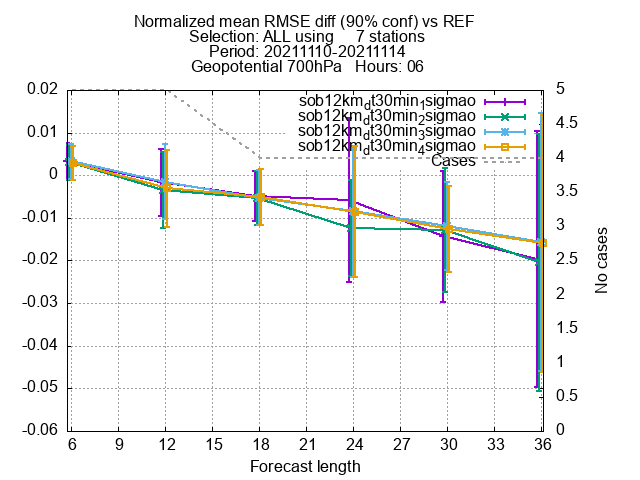 Normalized mean RMSE diff (90% conf) vs REF
Selection: ALL using 7 stations
Period: 20211110-20211114
Geopotential 700hPa Hours: 06
sob12km_dt30min_1sigmao
sob12km_dt30min_2sigmao
sob12km_dt30min_3sigmao
sob12km_dt30min_4sigmao
Cases
0.02
0.01
0
-0.01
-0.02
-0.03
-0.04
-0.05
-0.06
5
4.5
4
3.5
3
2.5
2
1.5
1
0.5
0
No cases
6 9 12 15 18 21 24 27 30 33 36
Forecast length